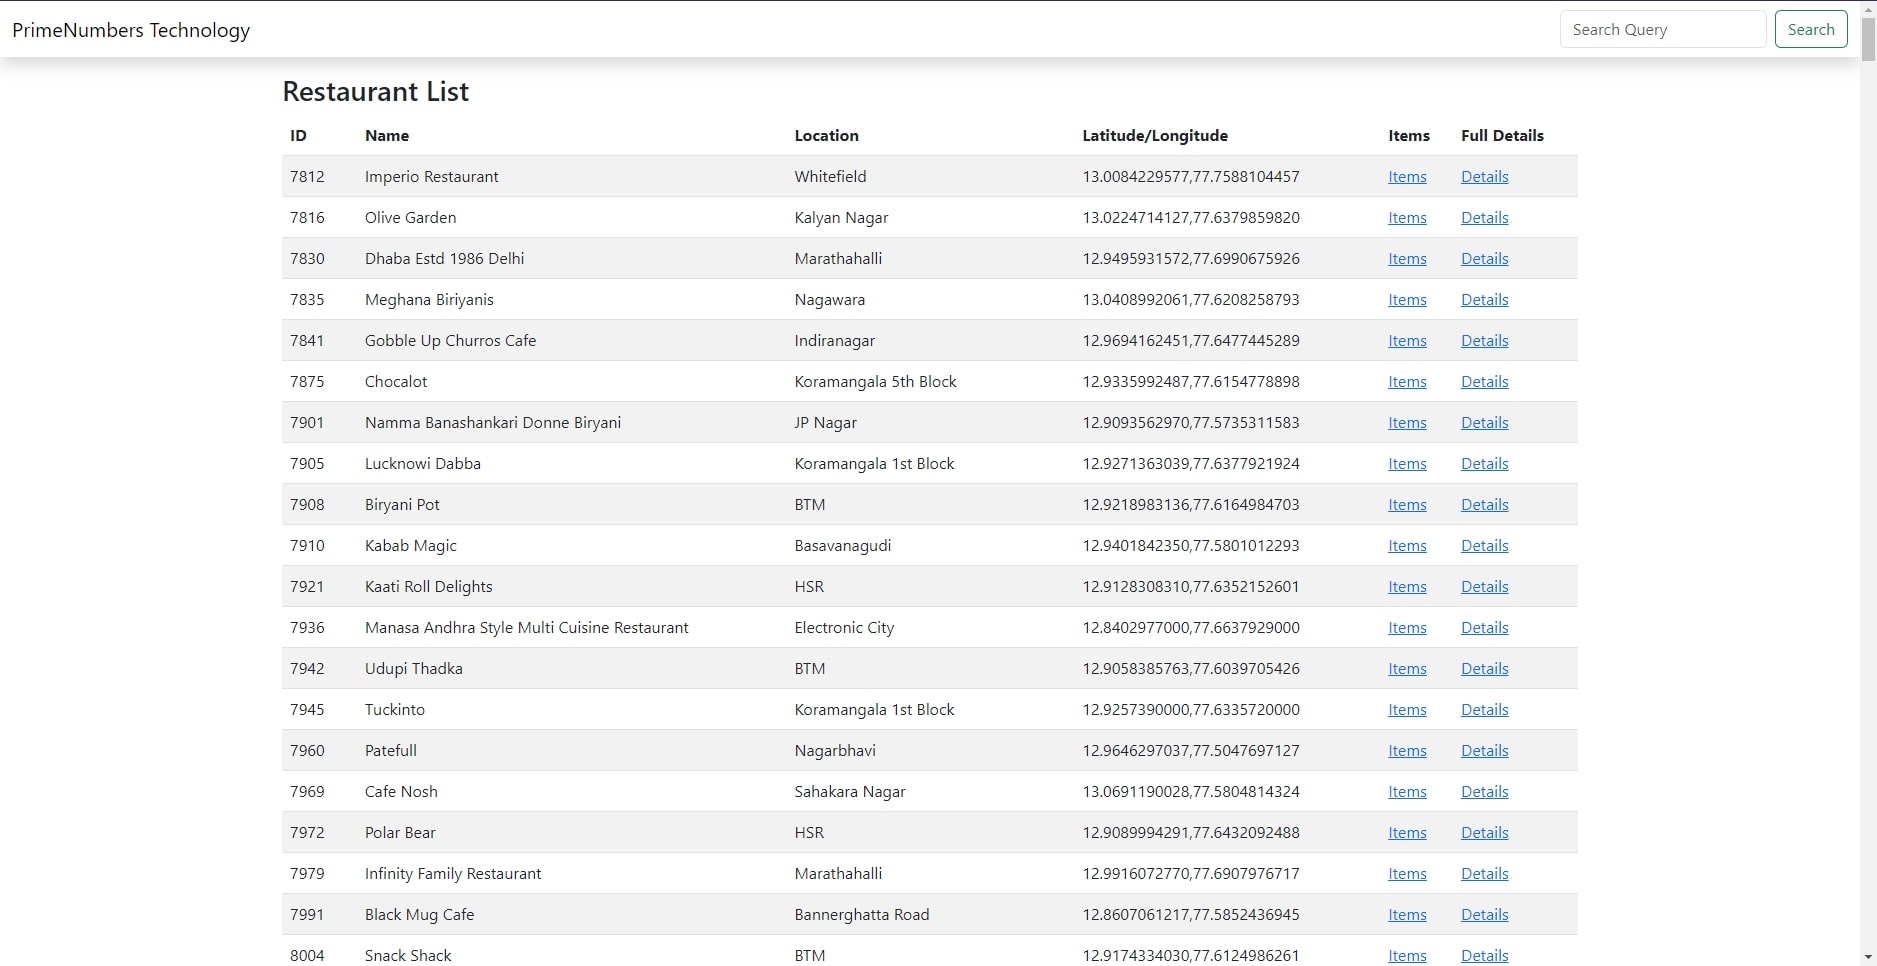 PrimeNumbers Technology Search Query Search
Restaurant List
ID Name Location Latitude/Longitude Items Full Details
7812 Imperio Restaurant Whitefield 13.0084229577,77.7588104457 Items Details
7816 Olive Garden Kalyan Nagar 13.0224714127,77.6379859820 Items Details
7830 Dhaba Estd 1986 Delhi Marathahalli 12.9495931572,77.6990675926 Items Details
7835 Meghana Biriyanis Nagawara 13.0408992061,77.6208258793 Items Details
7841 Gobble Up Churros Cafe Indiranagar 12.9694162451,77.6477445289 Items Details
7875 Chocalot Koramangala 5th Block 12.9335992487,77.6154778898 Items Details
7901 Namma Banashankari Donne Biryani JP Nagar 12.9093562970,77.5735311583 Items Details
7905 Lucknowi Dabba Koramangala 1st Block 12.9271363039,77.6377921924 Items Details
7908 Biryani Pot BTM 12.9218983136,77.6164984703 Items Details
7910 Kabab Magic Basavanagudi 12.9401842350,77.5801012293 Items Details
7921 Kaati Roll Delights HSR 12.9128308310,77.6352152601 Items Details
7936 Manasa Andhra Style Multi Cuisine Restaurant Electronic City 12.8402977000,77.6637929000 Items Details
7942 Udupi Thadka BTM 12.9058385763,77.6039705426 Items Details
7945 Tuckinto Koramangala 1st Block 12.9257390000,77.6335720000 Items Details
7960 Patefull Nagarbhavi 12.9646297037,77.5047697127 Items Details
7969 Cafe Nosh Sahakara Nagar 13.0691190028,77.5804814324 Items Details
7972 Polar Bear HSR 12.9089994291,77.6432092488 Items Details
7979 Infinity Family Restaurant Marathahalli 12.9916072770,77.6907976717 Items Details
7991 Black Mug Cafe Bannerghatta Road 12.8607061217,77.5852436945 Items Details
8004 Snack Shack BTM 12.9174334030,77.6124986261 Items Details